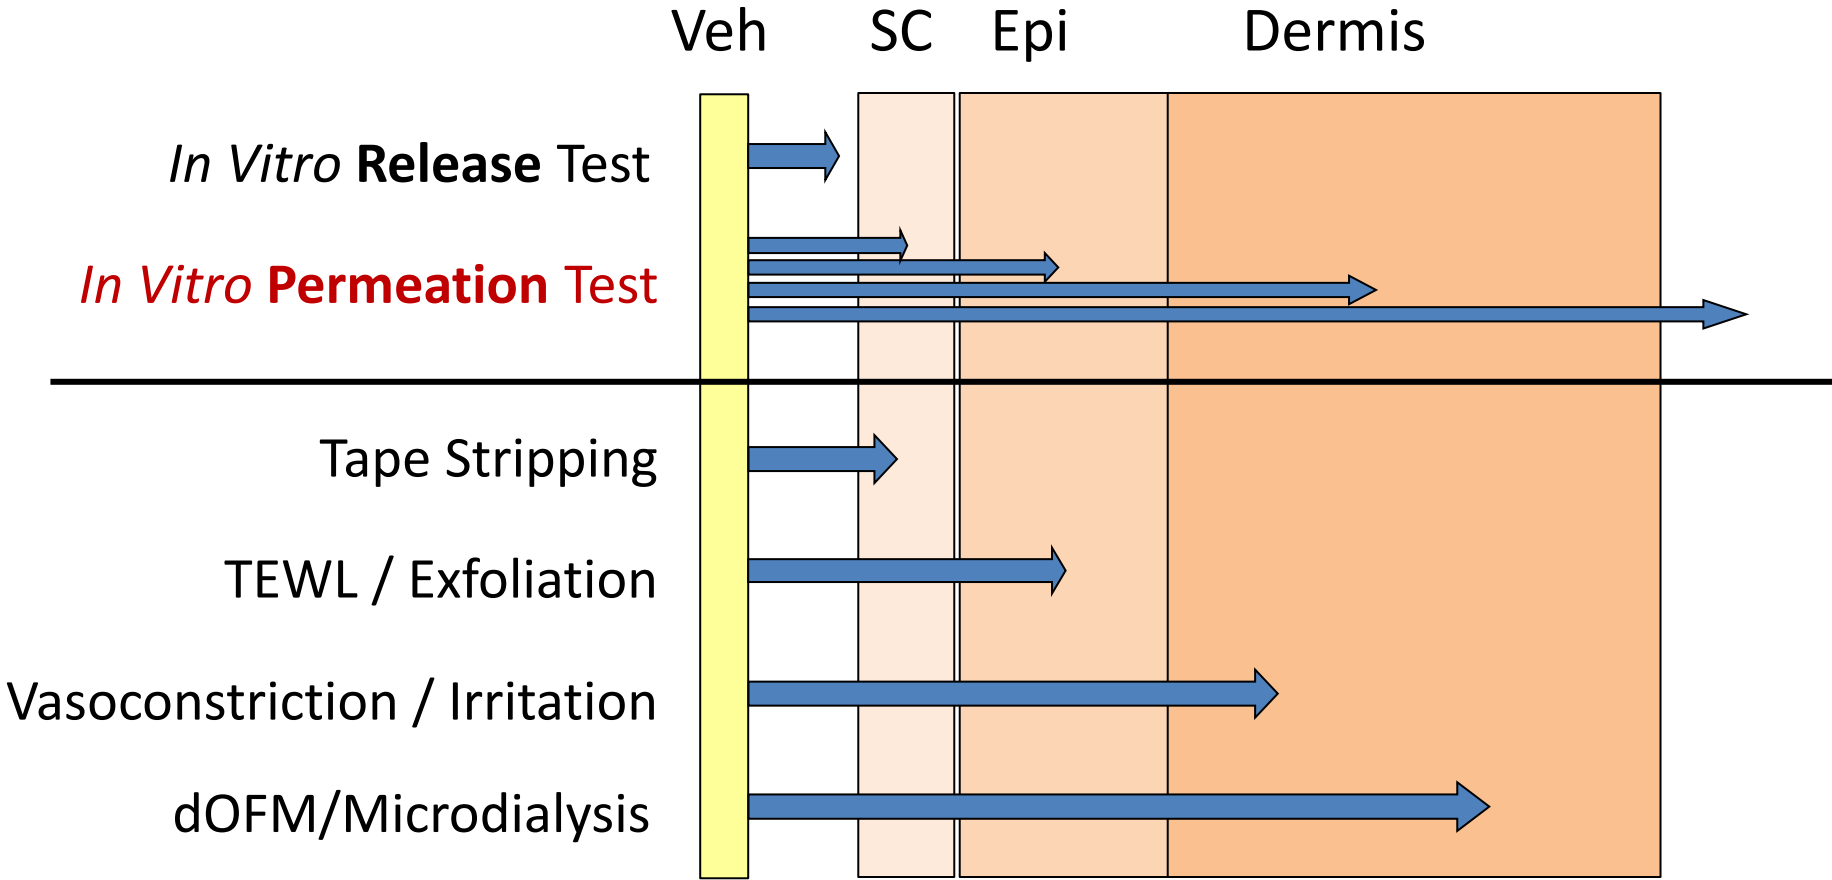 Veh SC Epi Dermis
In Vitro Release Test
In Vitro Permeation Test
Tape Stripping
TEWL / Exfoliation
Vasoconstriction / Irritation
dOFM/Microdialysis